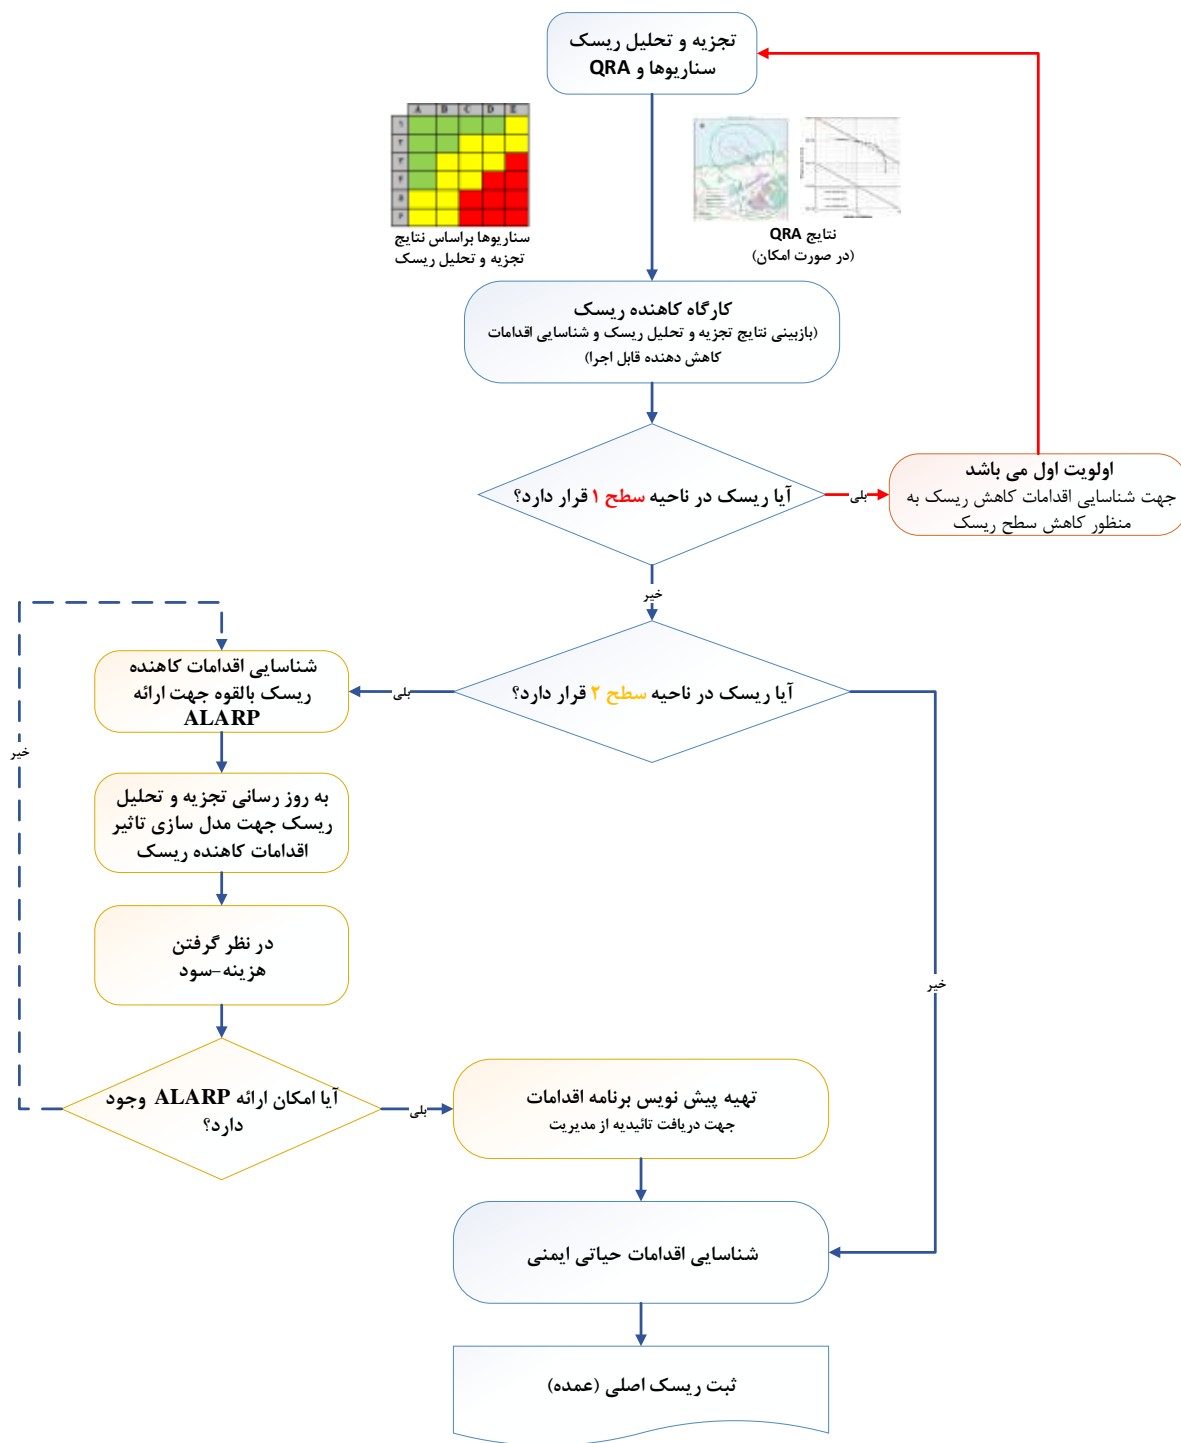 تجزیه و تحلیل ریسک
سناریوها و QRA
A B C D E
۱
۲
۳
۴
۵
۶
سناریوها براساس نتایج
تجزیه و تحلیل ریسک
نتایج QRA
(در صورت امکان)
کارگاه کاهنده ریسک
(بازبینی نتایج تجزیه و تحلیل ریسک و شناسایی اقدامات
کاهش دهنده قابل اجرا)
آیا ریسک در ناحیه سطح ۱ قرار دارد؟
بلی
اولویت اول می باشد
جهت شناسایی اقدامات کاهش ریسک به
منظور کاهش سطح ریسک
خیر
آیا ریسک در ناحیه سطح ۲ قرار دارد؟
بلی
شناسایی اقدامات کاهنده
ریسک بالقوه جهت ارائه
ALARP
خیر
به روز رسانی تجزیه و تحلیل
ریسک جهت مدل سازی تاثیر
اقدامات کاهنده ریسک
در نظر گرفتن
هزینه-سود
خیر
آیا امکان ارائه ALARP وجود
دارد؟
بلی
تهیه پیش نویس برنامه اقدامات
جهت دریافت تائیدیه از مدیریت
شناسایی اقدامات حیاتی ایمنی
ثبت ریسک اصلی (عمده)